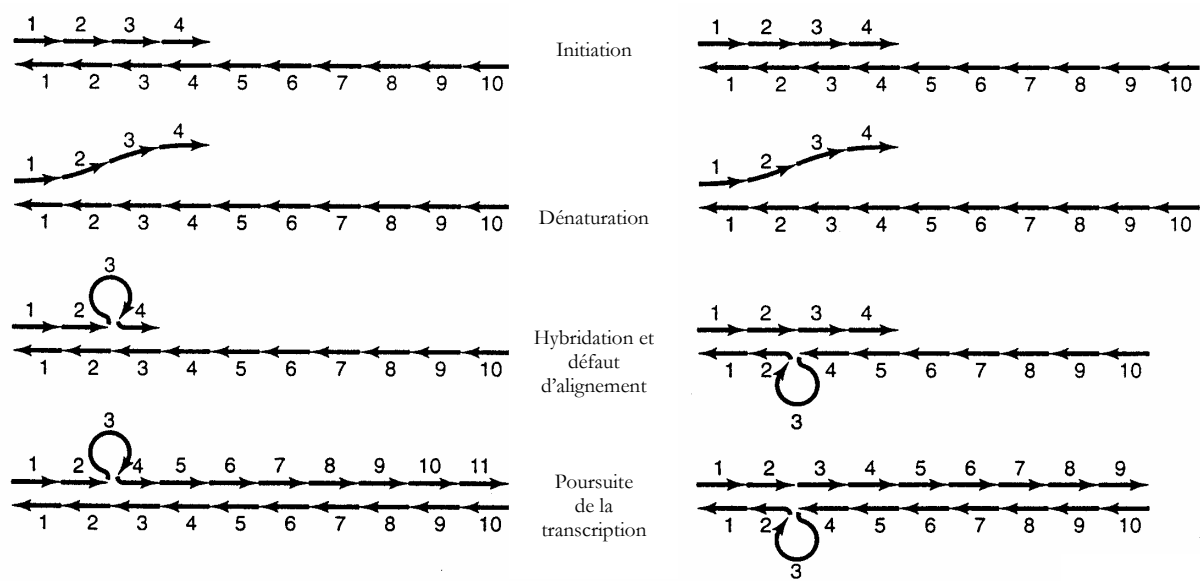 1 2 3 4
1 2 3 4 5 6 7 8 9 10
Initiation
1 2 3 4
1 2 3 4 5 6 7 8 9 10
1 2 3 4
1 2 3 4 5 6 7 8 9 10
Dénaturation
1 2 3 4
1 2 3 4 5 6 7 8 9 10
3
1 2 4
1 2 3 4 5 6 7 8 9 10
Hybridation et
défaut
d'alignement
1 2 3 4
1 2 4 5 6 7 8 9 10
3
3
1 2 4 5 6 7 8 9 10 11
1 2 3 4 5 6 7 8 9 10
Poursuite
de la
transcription
1 2 3 4 5 6 7 8 9
1 2 4 5 6 7 8 9 10
3